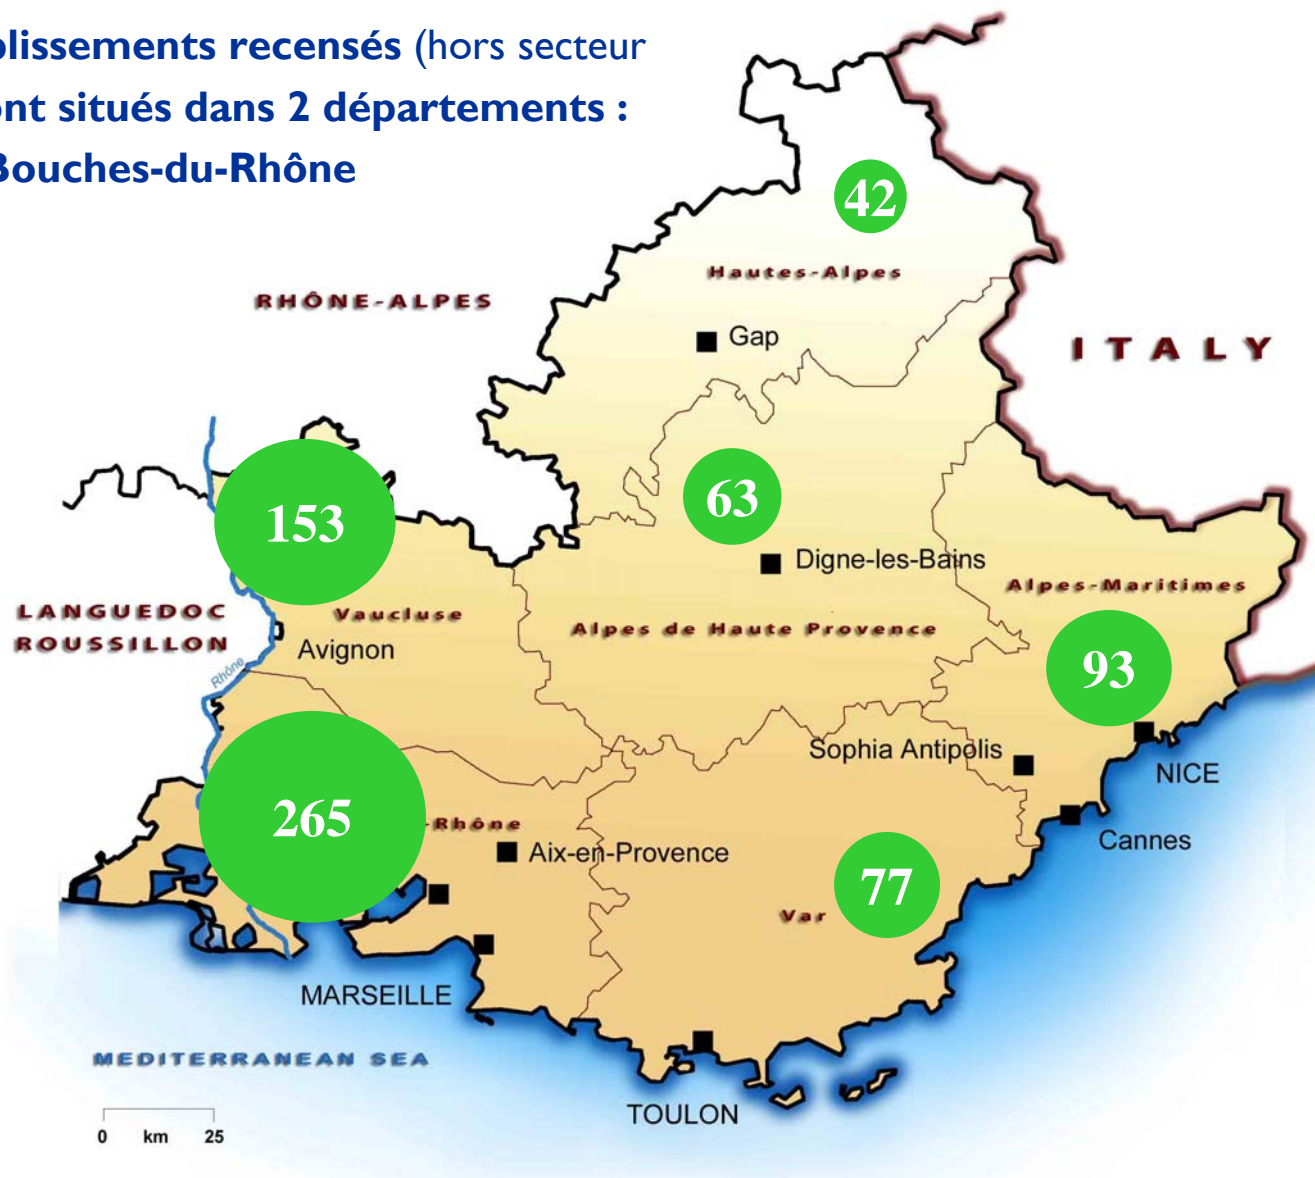 blissements recensés (hors secteur
ont situés dans 2 départements :
Bouches-du-Rhône
42
Hautes-Alpes
RHÔNE-ALPES
Gap
ITALY
153
63
Digne-les-Bains
Alpes-Maritimes
LANGUEDOC
ROUSSILLON
Vaucluse
Alpes de Haute Provence
Avignon
Rhône
93
Sophia Antipolis
NICE
265
-Rhône
Aix-en-Provence
Cannes
77
Var
MARSEILLE
MEDITERRANEAN SEA
TOULON
0 km 25